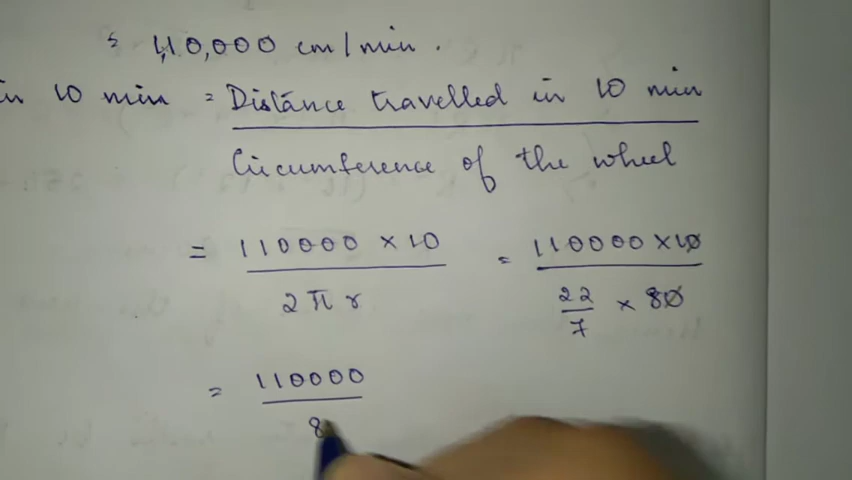 = 1,10,000 cm/min.
in 10 min = Distance travelled in 10 min
Circumference of the wheel
= 110000 × 10 = 110000 × 10
2πr 22/7 × 80
= 110000
8